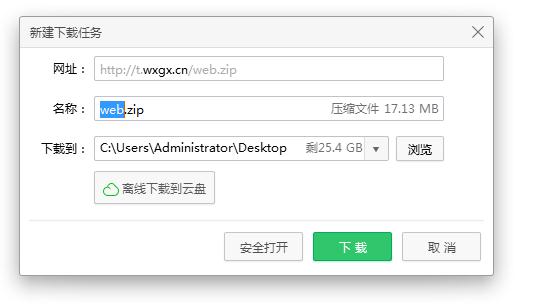 新建下载任务
网址： http://t.wxgx.cn/web.zip
名称： web.zip 压缩文件 17.13 MB
下载到： C:\Users\Administrator\Desktop 剩25.4 GB 浏览
离线下载到云盘
安全打开 下载 取消